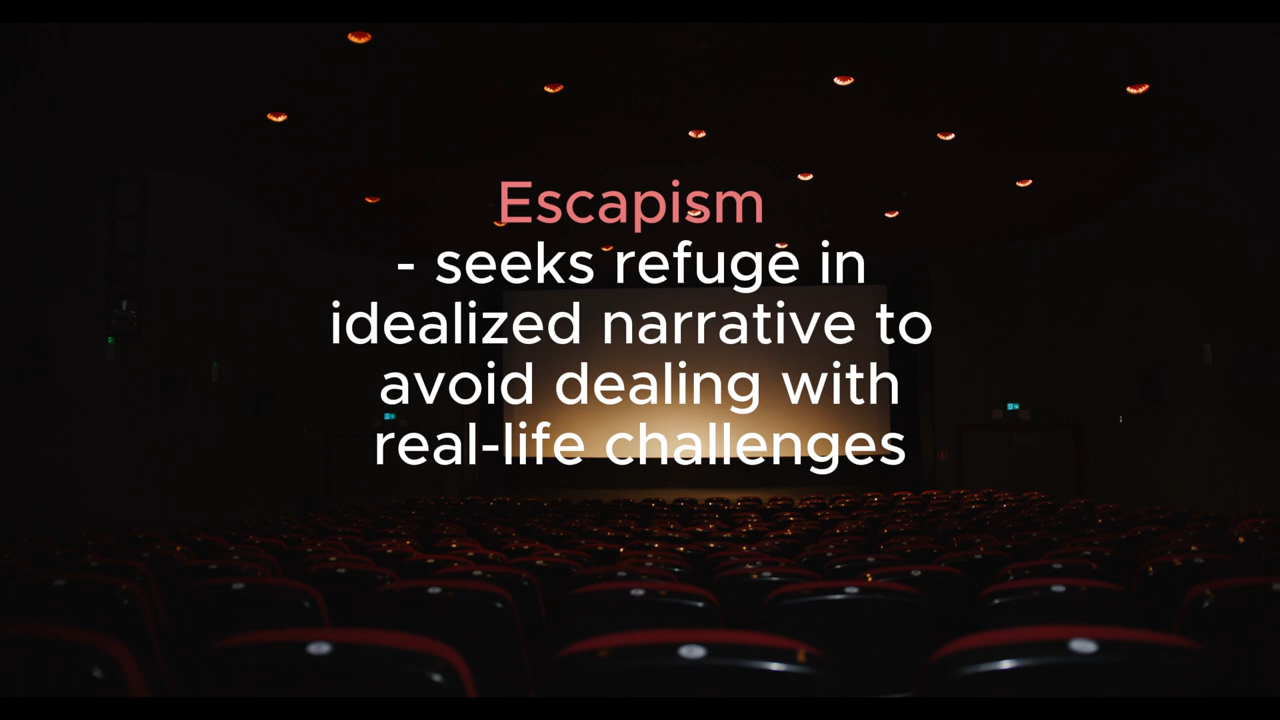 Escapism
- seeks refuge in
idealized narrative to
avoid dealing with
real-life challenges